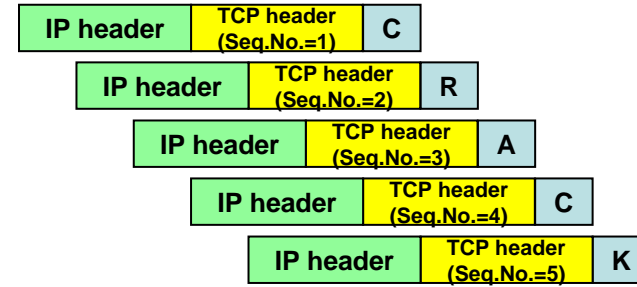 IP header TCP header (Seq.No.=1) C
IP header TCP header (Seq.No.=2) R
IP header TCP header (Seq.No.=3) A
IP header TCP header (Seq.No.=4) C
IP header TCP header (Seq.No.=5) K